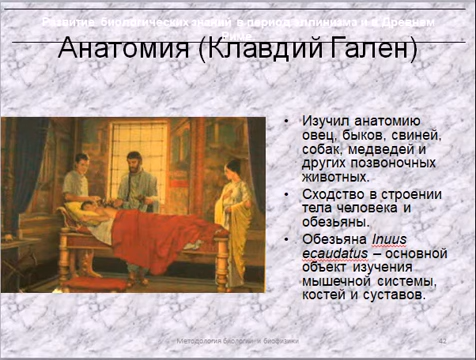 Развитие биологических знаний в период эллинизма и в Древнем
Риме
Анатомия (Клавдий Гален)
• Изучил анатомию
овец, быков, свиней,
собак, медведей и
других позвоночных
животных.
• Сходство в строении
тела человека и
обезьяны.
• Обезьяна Inuus
ecaudatus – основной
объект изучения
мышечной системы,
костей и суставов.
Методология биологии и биофизики
42